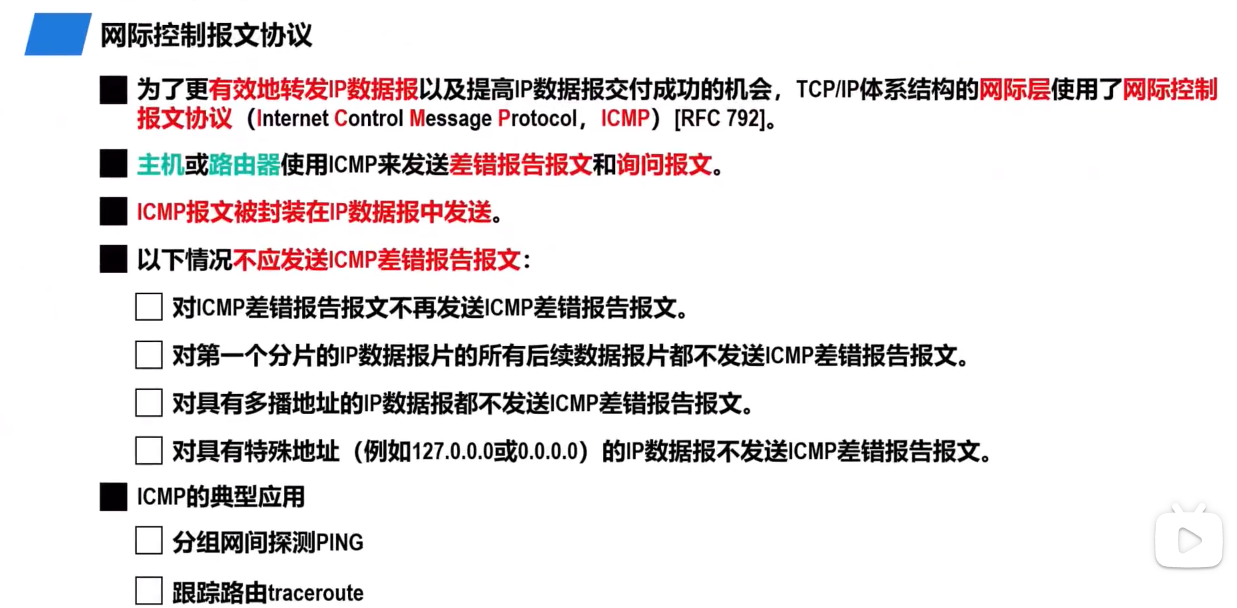 网际控制报文协议
为了更有效地转发IP数据报以及提高IP数据报交付成功的机会，TCP/IP体系结构的网际层使用了网际控制
报文协议（Internet Control Message Protocol，ICMP）[RFC 792]。
主机或路由器使用ICMP来发送差错报告报文和询问报文。
ICMP报文被封装在IP数据报中发送。
以下情况不应发送ICMP差错报告报文：
对ICMP差错报告报文不再发送ICMP差错报告报文。
对第一个分片的IP数据报片的所有后续数据报片都不发送ICMP差错报告报文。
对具有多播地址的IP数据报都不发送ICMP差错报告报文。
对具有特殊地址（例如127.0.0.0或0.0.0.0）的IP数据报不发送ICMP差错报告报文。
ICMP的典型应用
分组网间探测PING
跟踪路由traceroute